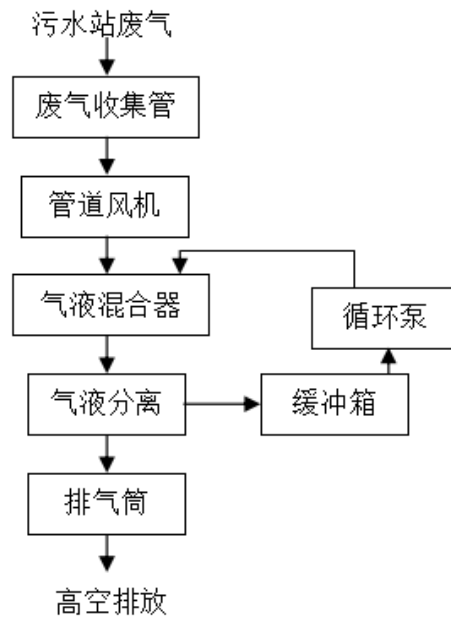 污水站废气
废气收集管
管道风机
气液混合器
循环泵
气液分离
缓冲箱
排气筒
高空排放